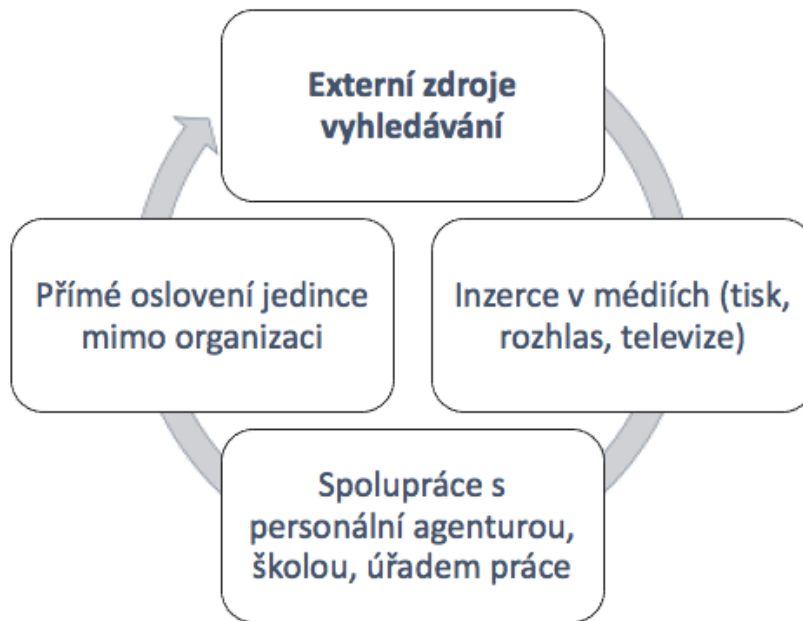 Externí zdroje
vyhledávání
Přímé oslovení jedince
mimo organizaci
Inzerce v médiích (tisk,
rozhlas, televize)
Spolupráce s
personální agenturou,
školou, úřadem práce